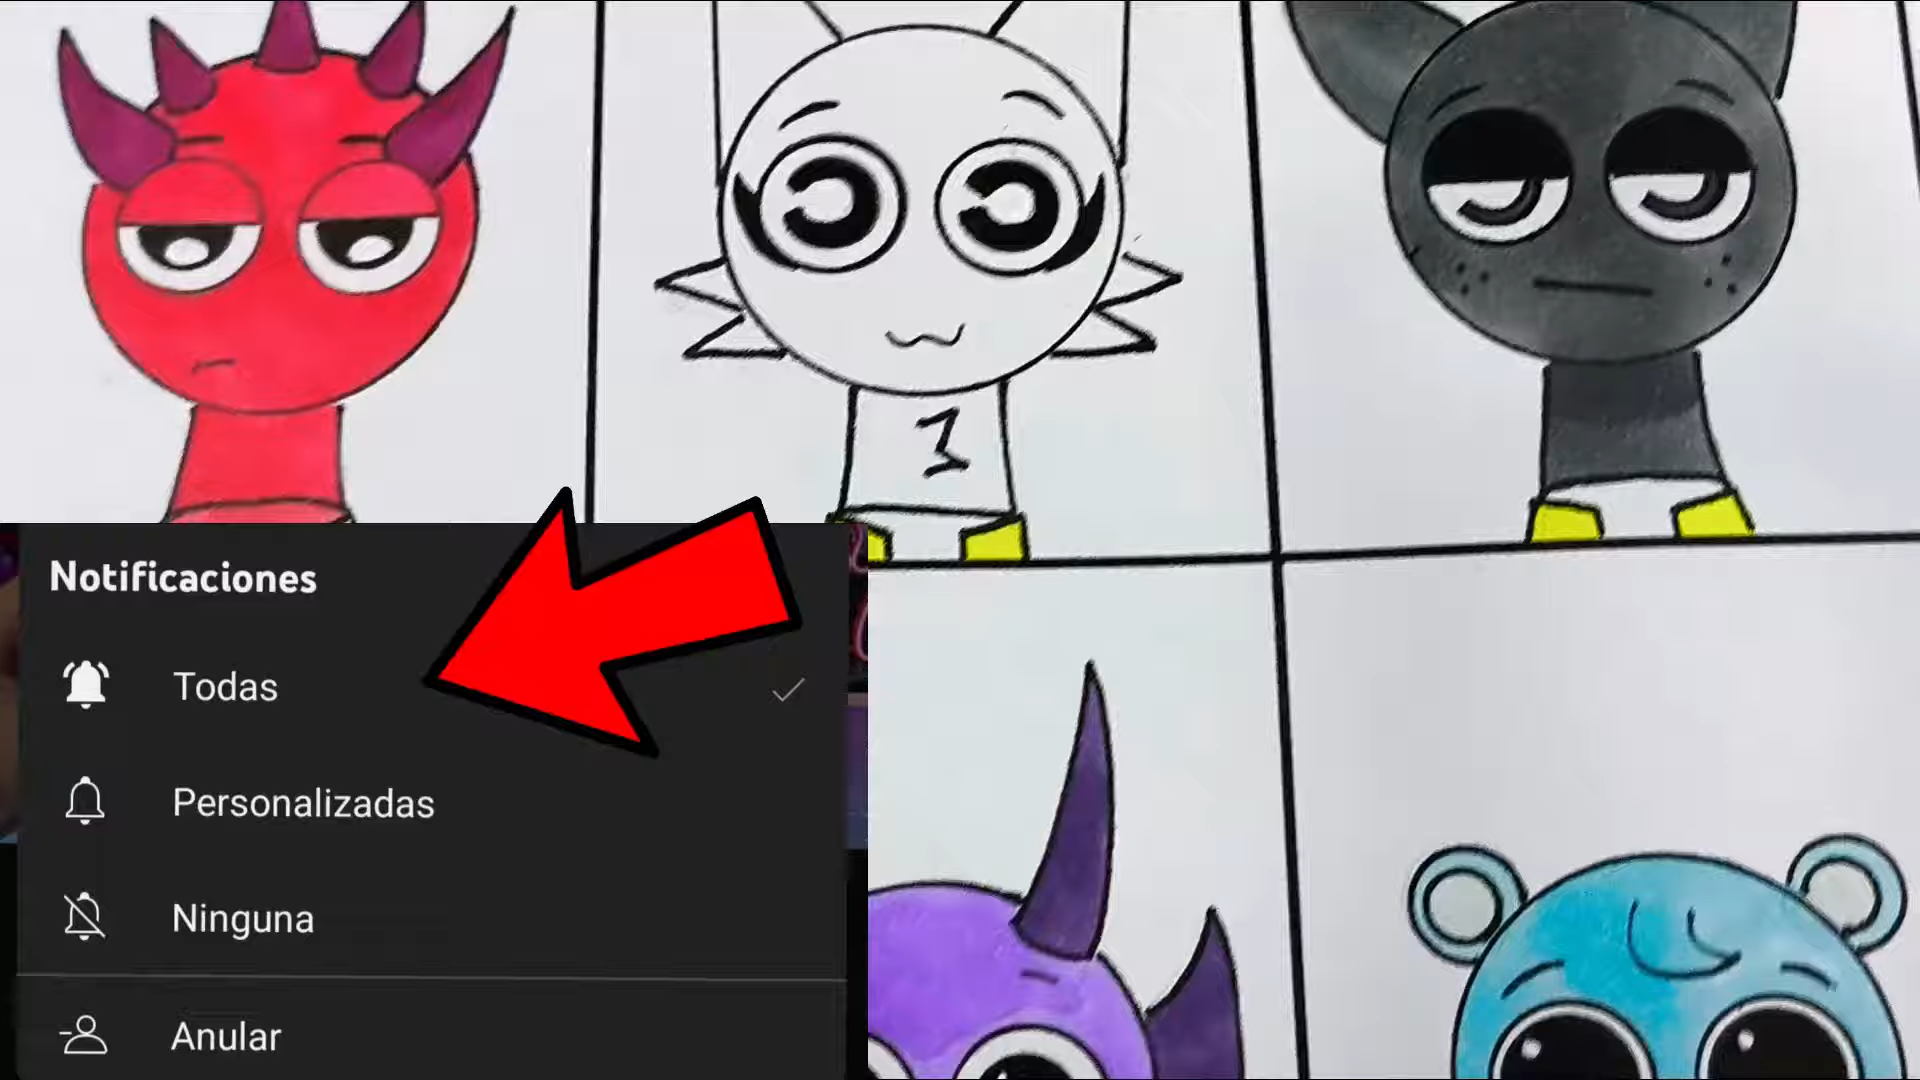 Notificaciones
Todas
Personalizadas
Ninguna
Anular